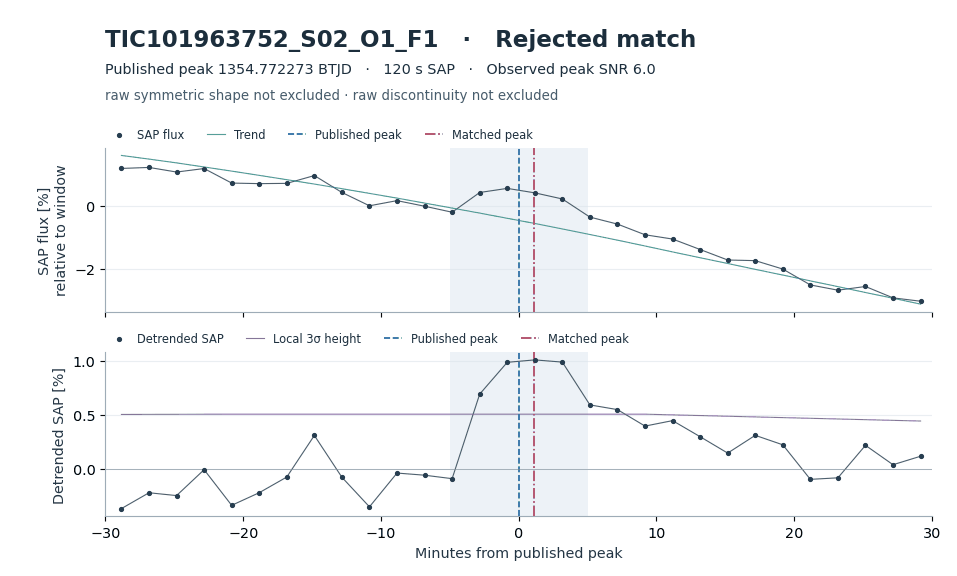 TIC101963752_S02_O1_F1 · Rejected match
Published peak 1354.772273 BTJD · 120 s SAP · Observed peak SNR 6.0
raw symmetric shape not excluded · raw discontinuity not excluded
SAP flux Trend Published peak Matched peak
SAP flux [%]
relative to window
0
−2
Detrended SAP Local 3σ height Published peak Matched peak
Detrended SAP [%]
1.0
0.5
0.0
−30 −20 −10 0 10 20 30
Minutes from published peak